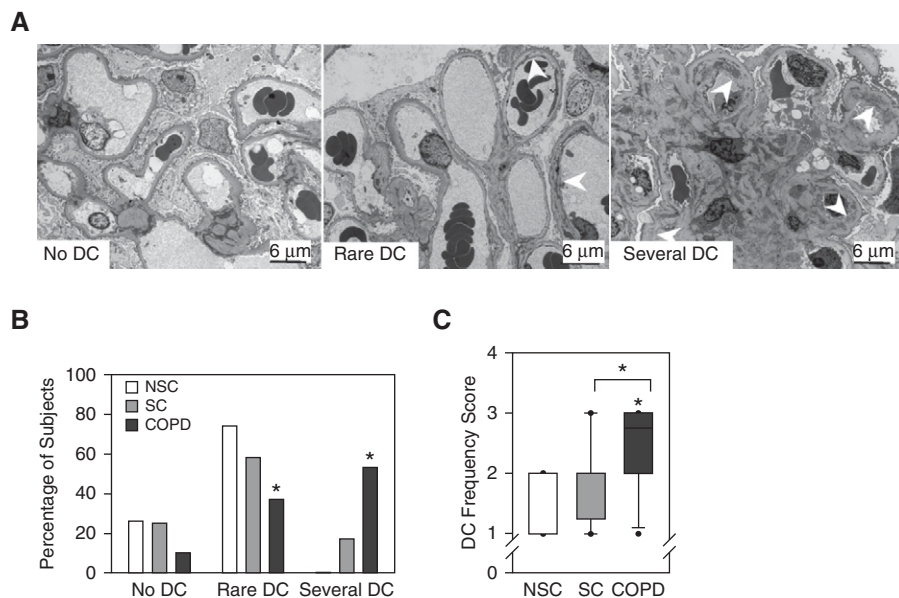 A
No DC
6 μm
Rare DC
6 μm
Several DC
6 μm
B
Percentage of Subjects
100
80
60
40
20
0
NSC
SC
COPD
*
*
No DC
Rare DC
Several DC
C
DC Frequency Score
4
3
2
1
0
*
*
NSC
SC
COPD